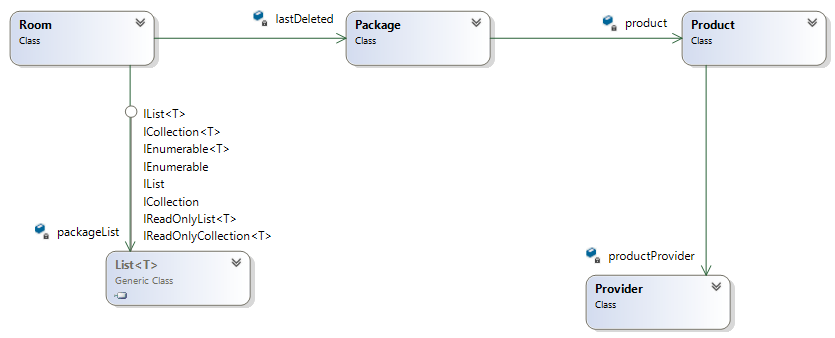 Room
Class
lastDeleted
Package
Class
product
Product
Class
IList<T>
ICollection<T>
IEnumerable<T>
IEnumerable
IList
ICollection
IReadOnlyList<T>
IReadOnlyCollection<T>
packageList
List<T>
Generic Class
productProvider
Provider
Class